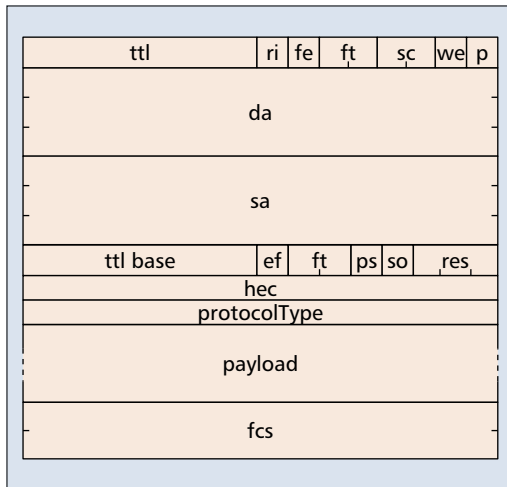 ttl ri fe ft sc we p
da
sa
ttl base ef ft ps so res
hec
protocolType
payload
fcs